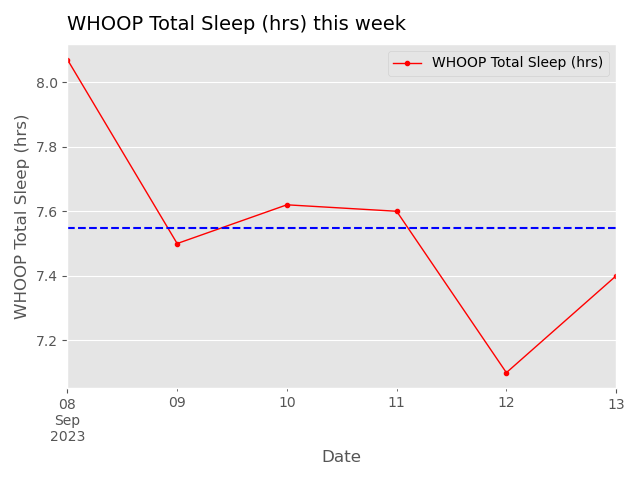 WHOOP Total Sleep (hrs) this week
WHOOP Total Sleep (hrs)
WHOOP Total Sleep (hrs)
8.0
7.8
7.6
7.4
7.2
08 09 10 11 12 13
Sep
2023
Date